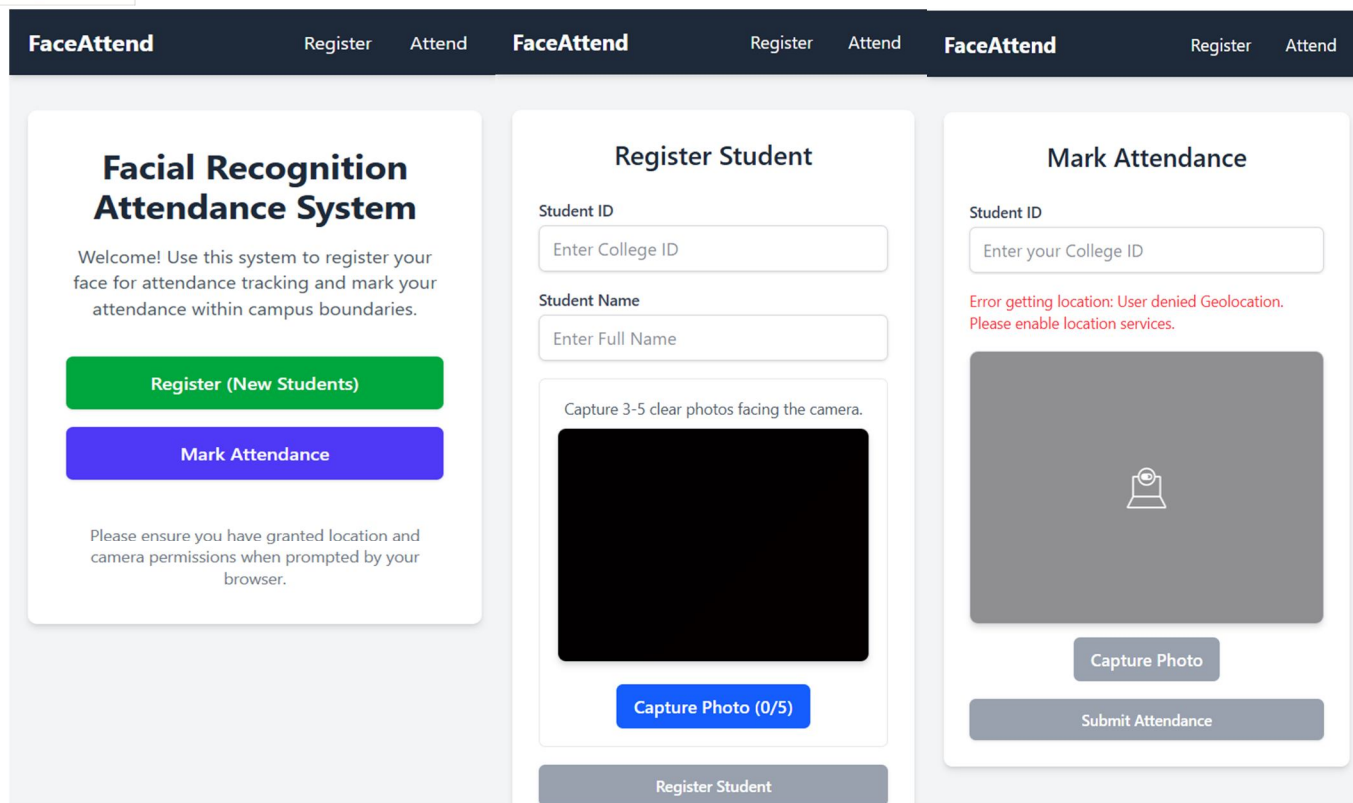 FaceAttend
Register
Attend
Facial Recognition
Attendance System
Welcome! Use this system to register your
face for attendance tracking and mark your
attendance within campus boundaries.
Register (New Students)
Mark Attendance
Please ensure you have granted location and
camera permissions when prompted by your
browser.
FaceAttend
Register
Attend
Register Student
Student ID
Enter College ID
Student Name
Enter Full Name
Capture 3-5 clear photos facing the camera.
Capture Photo (0/5)
Register Student
FaceAttend
Register
Attend
Mark Attendance
Student ID
Enter your College ID
Error getting location: User denied Geolocation.
Please enable location services.
Capture Photo
Submit Attendance